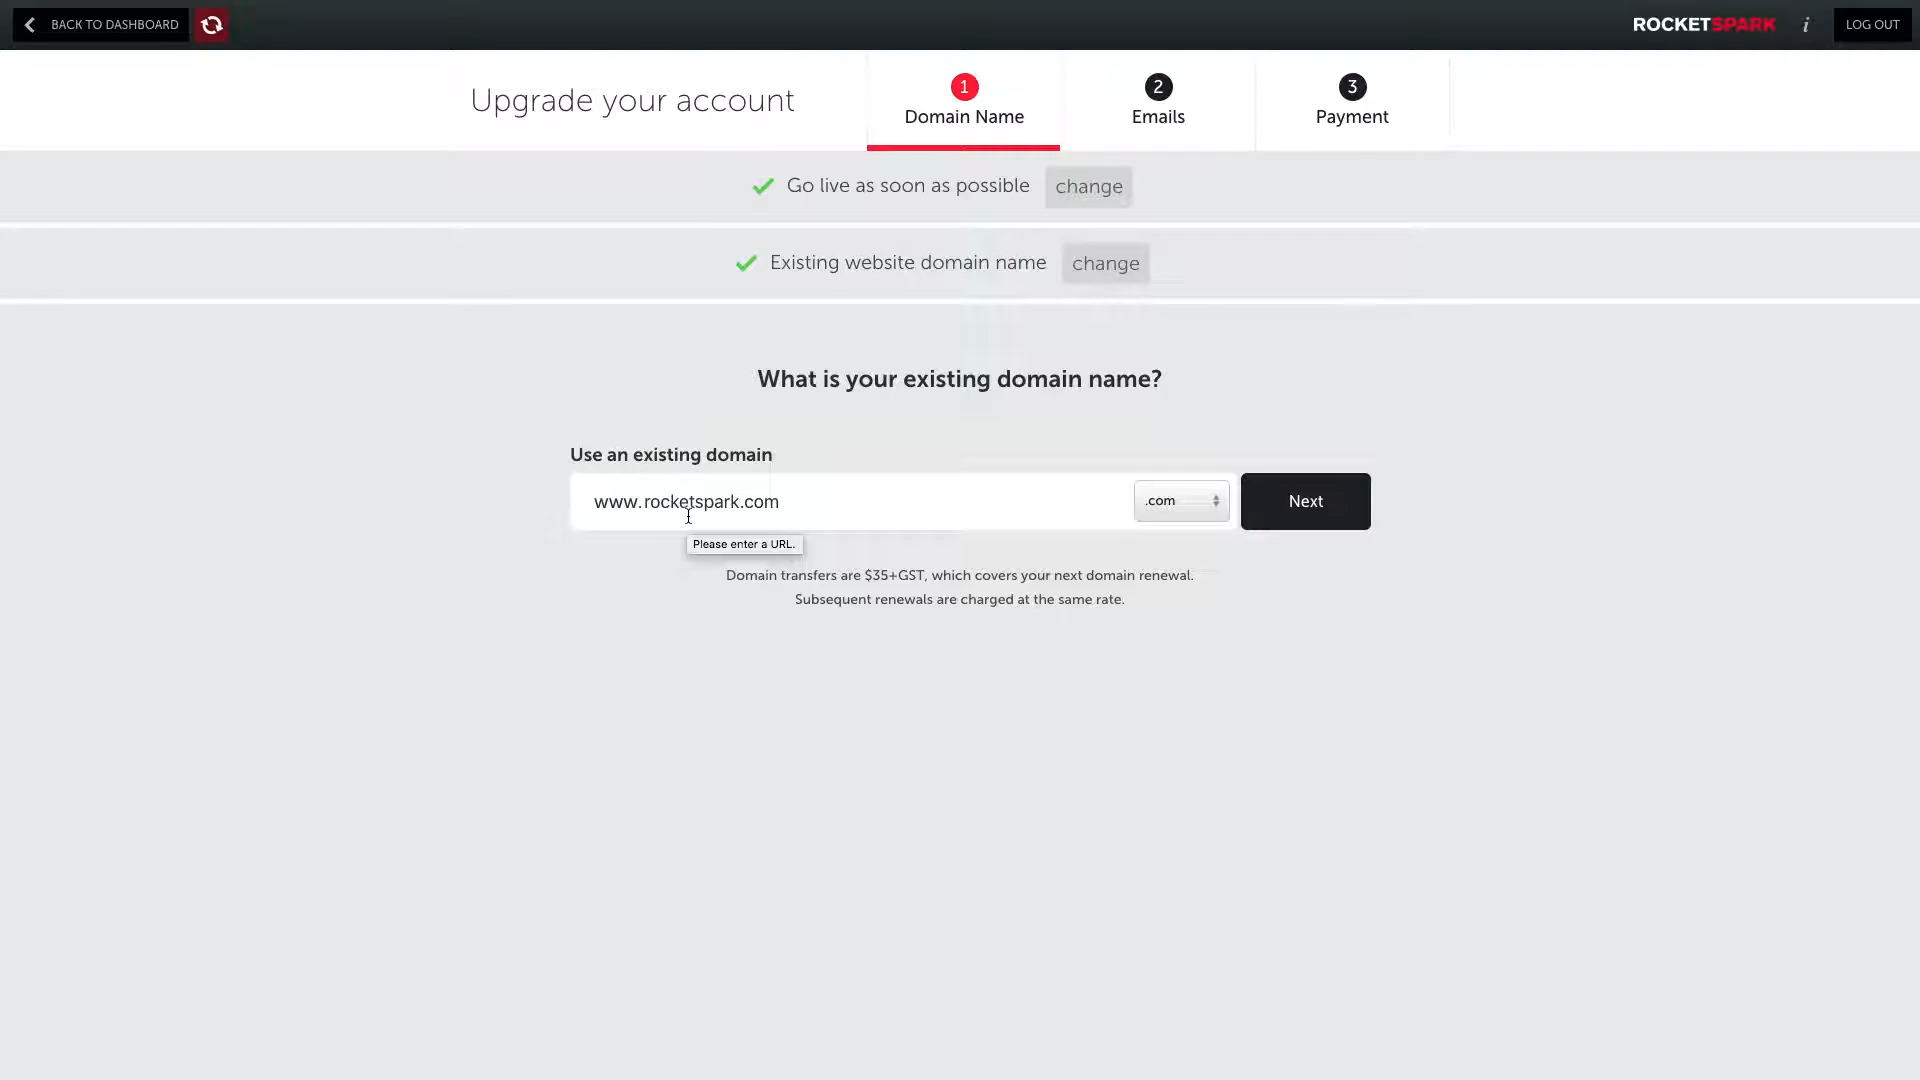 BACK TO DASHBOARD
ROCKETSPARK
i
LOG OUT
Upgrade your account
1
Domain Name
2
Emails
3
Payment
Go live as soon as possible
change
Existing website domain name
change
What is your existing domain name?
Use an existing domain
www.rocketspark.com
.com
Next
Please enter a URL.
Domain transfers are $35+GST, which covers your next domain renewal.
Subsequent renewals are charged at the same rate.